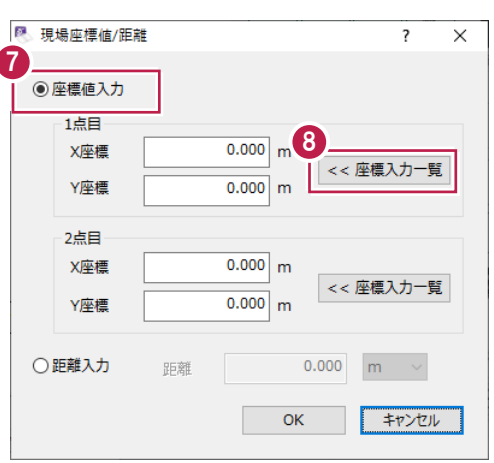 現場座標値/距離 ? ×
7
座標値入力
1点目
8
X座標 0.000 m
<< 座標入力一覧
Y座標 0.000 m
2点目
X座標 0.000 m
<< 座標入力一覧
Y座標 0.000 m
距離入力 距離 0.000 m
OK キャンセル